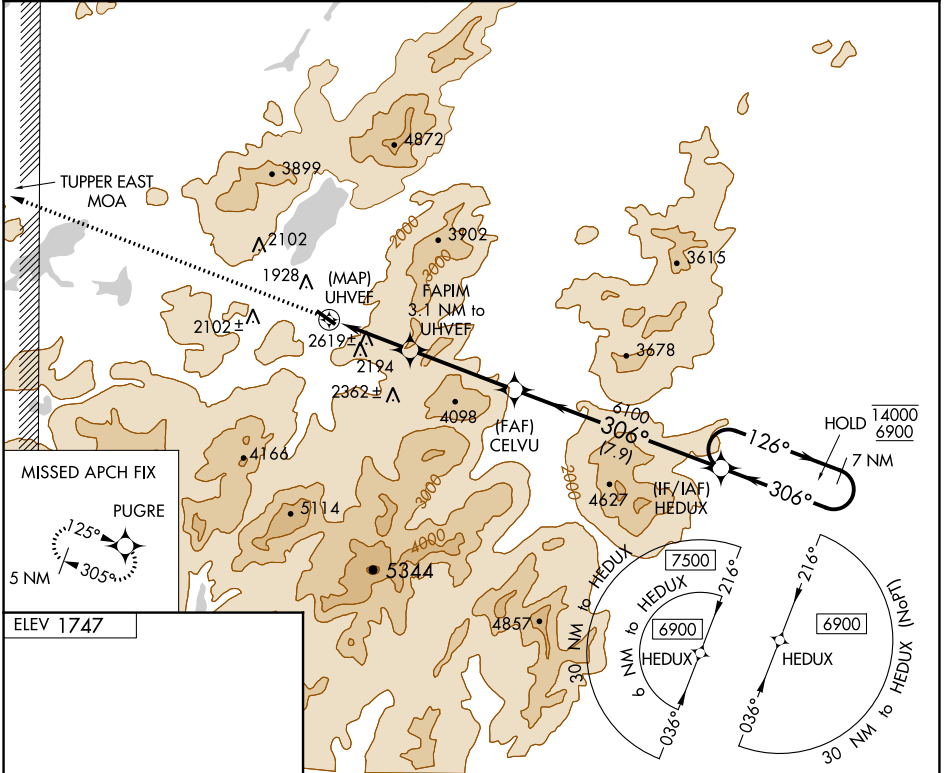 4872
3899
TUPPER EAST
MOA
2000
3902
3000
2102
3615
1928
(MAP)
UHVEF
FAPIM
3.1 NM to
UHVEF
2102±
2619±
2194
3678
2362±
4098
(FAF)
CELVU
6100
306°
(7.9)
HOLD
14000
6900
126°
7 NM
306°
4166
2000
4627
(IF/IAF)
HEDUX
MISSED APCH FIX
PUGRE
125°
305°
5 NM
3000
5114
4000
5344
4857
ELEV 1747
30 NM to HEDUX
7500
216°
6 NM to HEDUX
6900
HEDUX
036°
216°
6900
HEDUX
036°
30 NM to HEDUX (NoPT)